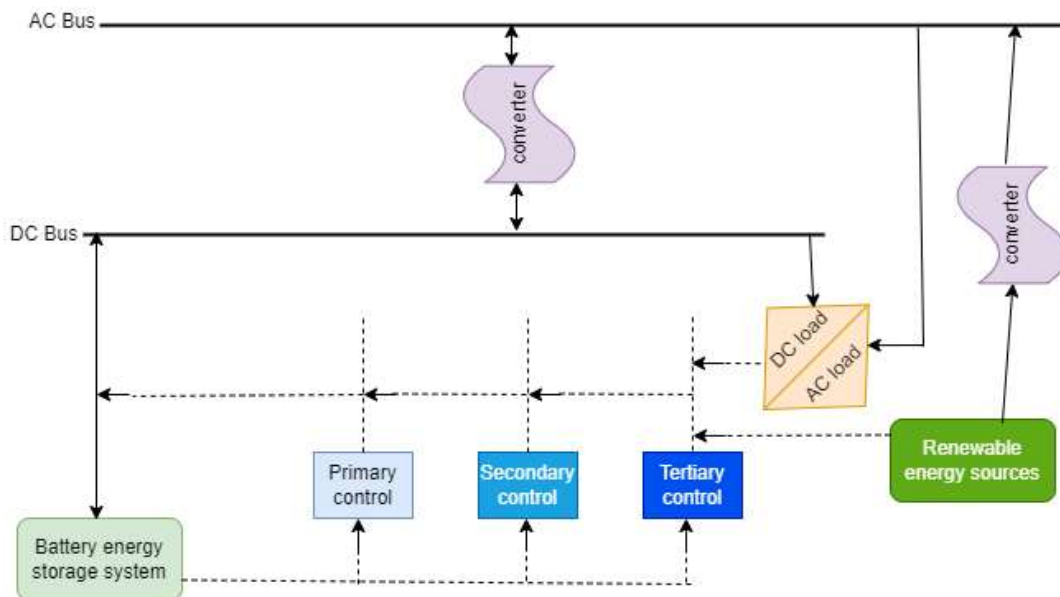 AC Bus
converter
converter
DC Bus
DC load
AC load
Renewable
energy sources
Primary
control
Secondary
control
Tertiary
control
Battery energy
storage system